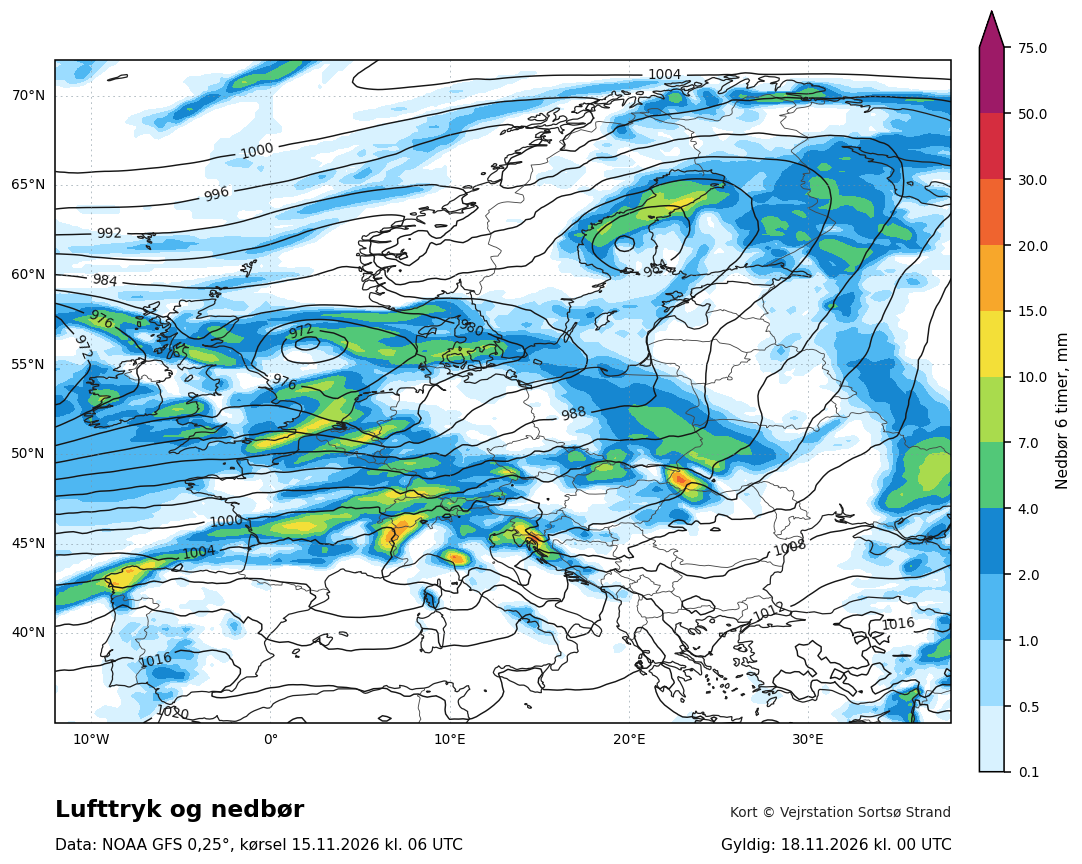 1004
70°N
1000
65°N
996
992
60°N
984
984
976
972
980
972
55°N
976
988
50°N
1000
1004
45°N
1008
1012
1016
40°N
1016
1020
10°W
0°
10°E
20°E
30°E
75.0
50.0
30.0
20.0
15.0
10.0
7.0
4.0
2.0
1.0
0.5
0.1
Nedbør 6 timer, mm
Lufttryk og nedbør
Kort © Vejrstation Sortsø Strand
Data: NOAA GFS 0,25°, kørsel 15.11.2026 kl. 06 UTC
Gyldig: 18.11.2026 kl. 00 UTC